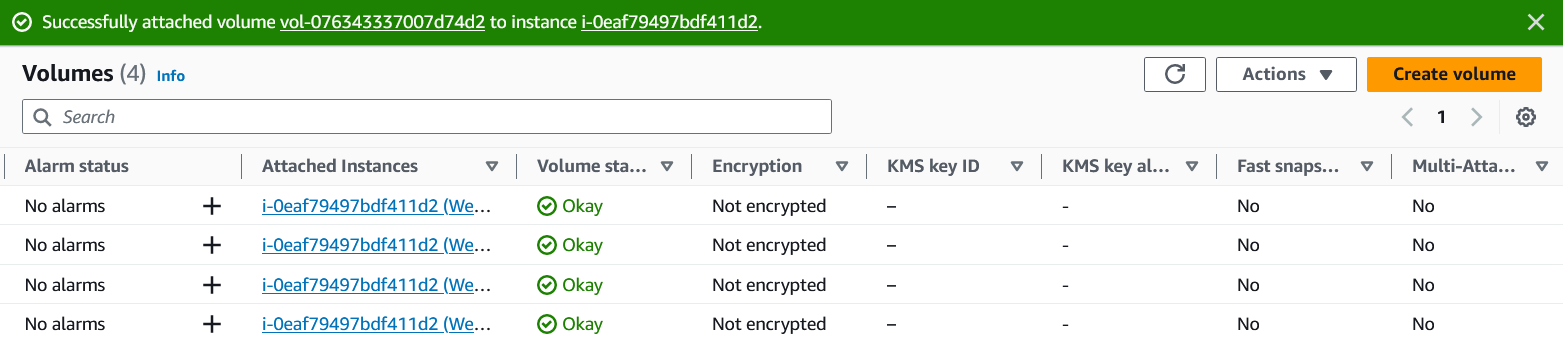 Successfully attached volume vol-076343337007d74d2 to instance i-0eaf79497bdf411d2.
Volumes (4) Info Actions Create volume
Search 1
Alarm status Attached Instances Volume sta... Encryption KMS key ID KMS key al... Fast snaps... Multi-Atta...
No alarms + i-0eaf79497bdf411d2 (We... Okay Not encrypted – - No No
No alarms + i-0eaf79497bdf411d2 (We... Okay Not encrypted – - No No
No alarms + i-0eaf79497bdf411d2 (We... Okay Not encrypted – - No No
No alarms + i-0eaf79497bdf411d2 (We... Okay Not encrypted – - No No